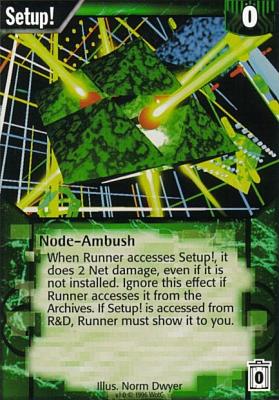 Setup!
0
Node-Ambush
When Runner accesses Setup!, it
does 2 Net damage, even if it is
not installed. Ignore this effect if
Runner accesses it from the
Archives. If Setup! is accessed from
R&D, Runner must show it to you.
0
Illus. Norm Dwyer
v1.0 © 1996 WotC